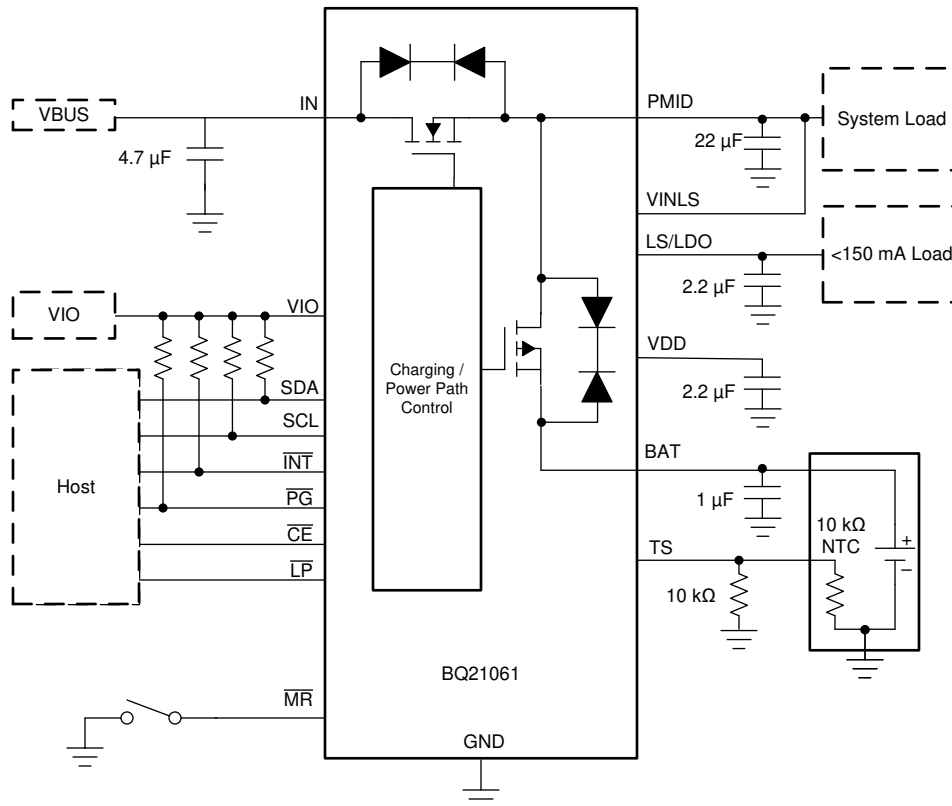 VBUS
IN
4.7 µF
PMID
22 µF
System Load
VINLS
LS/LDO
2.2 µF
<150 mA Load
VIO
VIO
Host
SDA
SCL
INT
PG
CE
LP
Charging /
Power Path
Control
VDD
2.2 µF
BAT
1 µF
TS
10 kΩ
10 kΩ
NTC
+
−
BQ21061
MR
GND